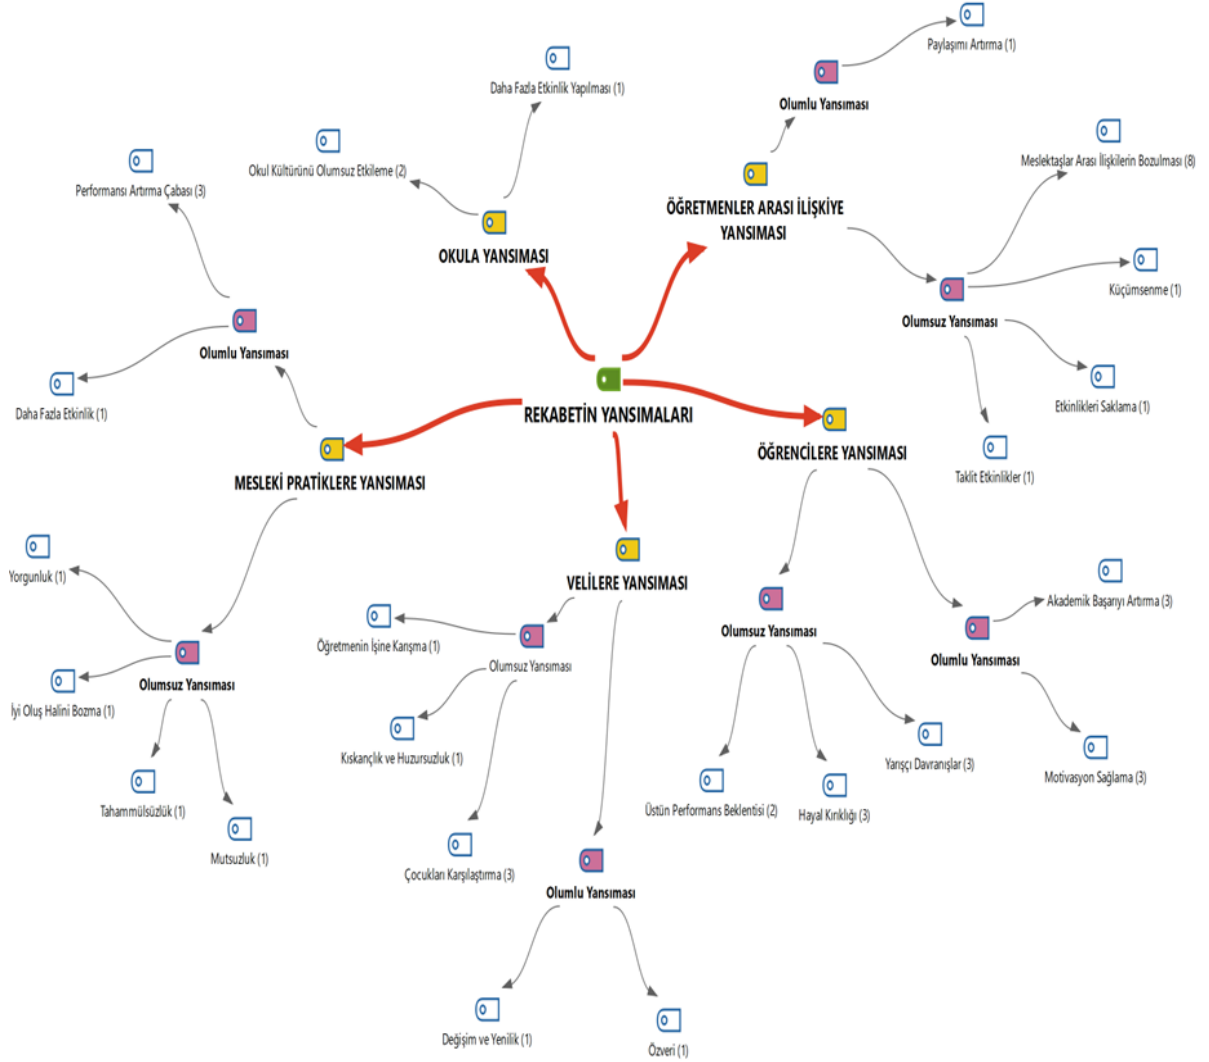 Paylaşımı Artırma (1)
Daha Fazla Etkinlik Yapılması (1)
Olumlu Yansıması
Okul Kültürünü Olumsuz Etkileme (2)
Meslektaşlar Arası İlişkilerin Bozulması (8)
Performansı Artırma Çabası (3)
ÖĞRETMENLER ARASI İLİŞKİYE
YANSIMASI
OKULA YANSIMASI
Küçümsenme (1)
Olumsuz Yansıması
Olumlu Yansıması
Daha Fazla Etkinlik (1)
REKABETİN YANSIMALARI
Etkinlikleri Saklama (1)
ÖĞRENCİLERE YANSIMASI
Taklit Etkinlikler (1)
MESLEKİ PRATİKLERE YANSIMASI
Yorgunluk (1)
VELİLERE YANSIMASI
Akademik Başarıyı Artırma (3)
Öğretmenin İşine Karışma (1)
Olumsuz Yansıması
Olumsuz Yansıması
Olumlu Yansıması
Olumsuz Yansıması
İyi Oluş Halini Bozma (1)
Kıskançlık ve Huzursuzluk (1)
Yarışçı Davranışlar (3)
Motivasyon Sağlama (3)
Tahammülsüzlük (1)
Üstün Performans Beklentisi (2)
Hayal Kırıklığı (3)
Mutsuzluk (1)
Çocukları Karşılaştırma (3)
Olumlu Yansıması
Değişim ve Yenilik (1)
Özveri (1)